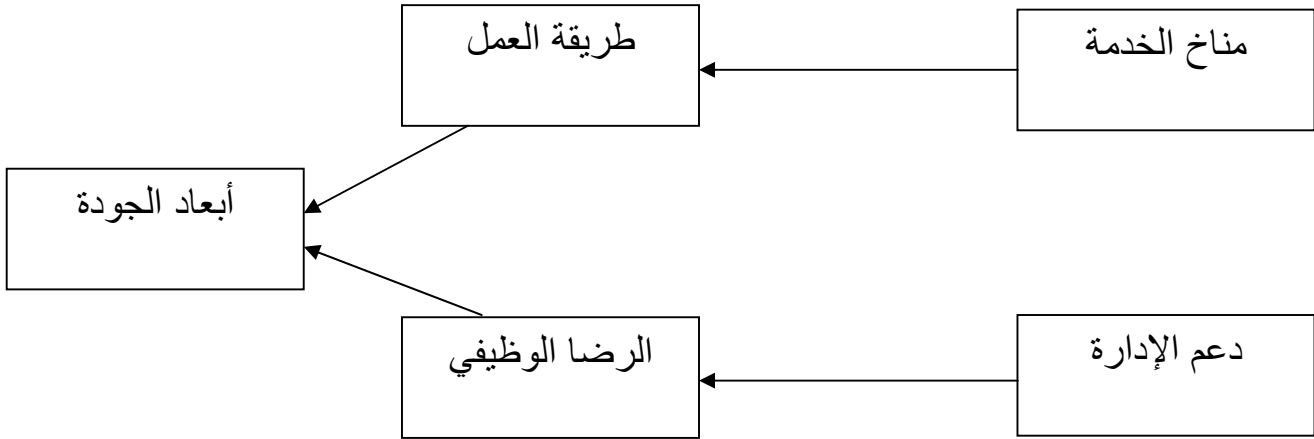 مناخ الخدمة
طريقة العمل
أبعاد الجودة
دعم الإدارة
الرضا الوظيفي